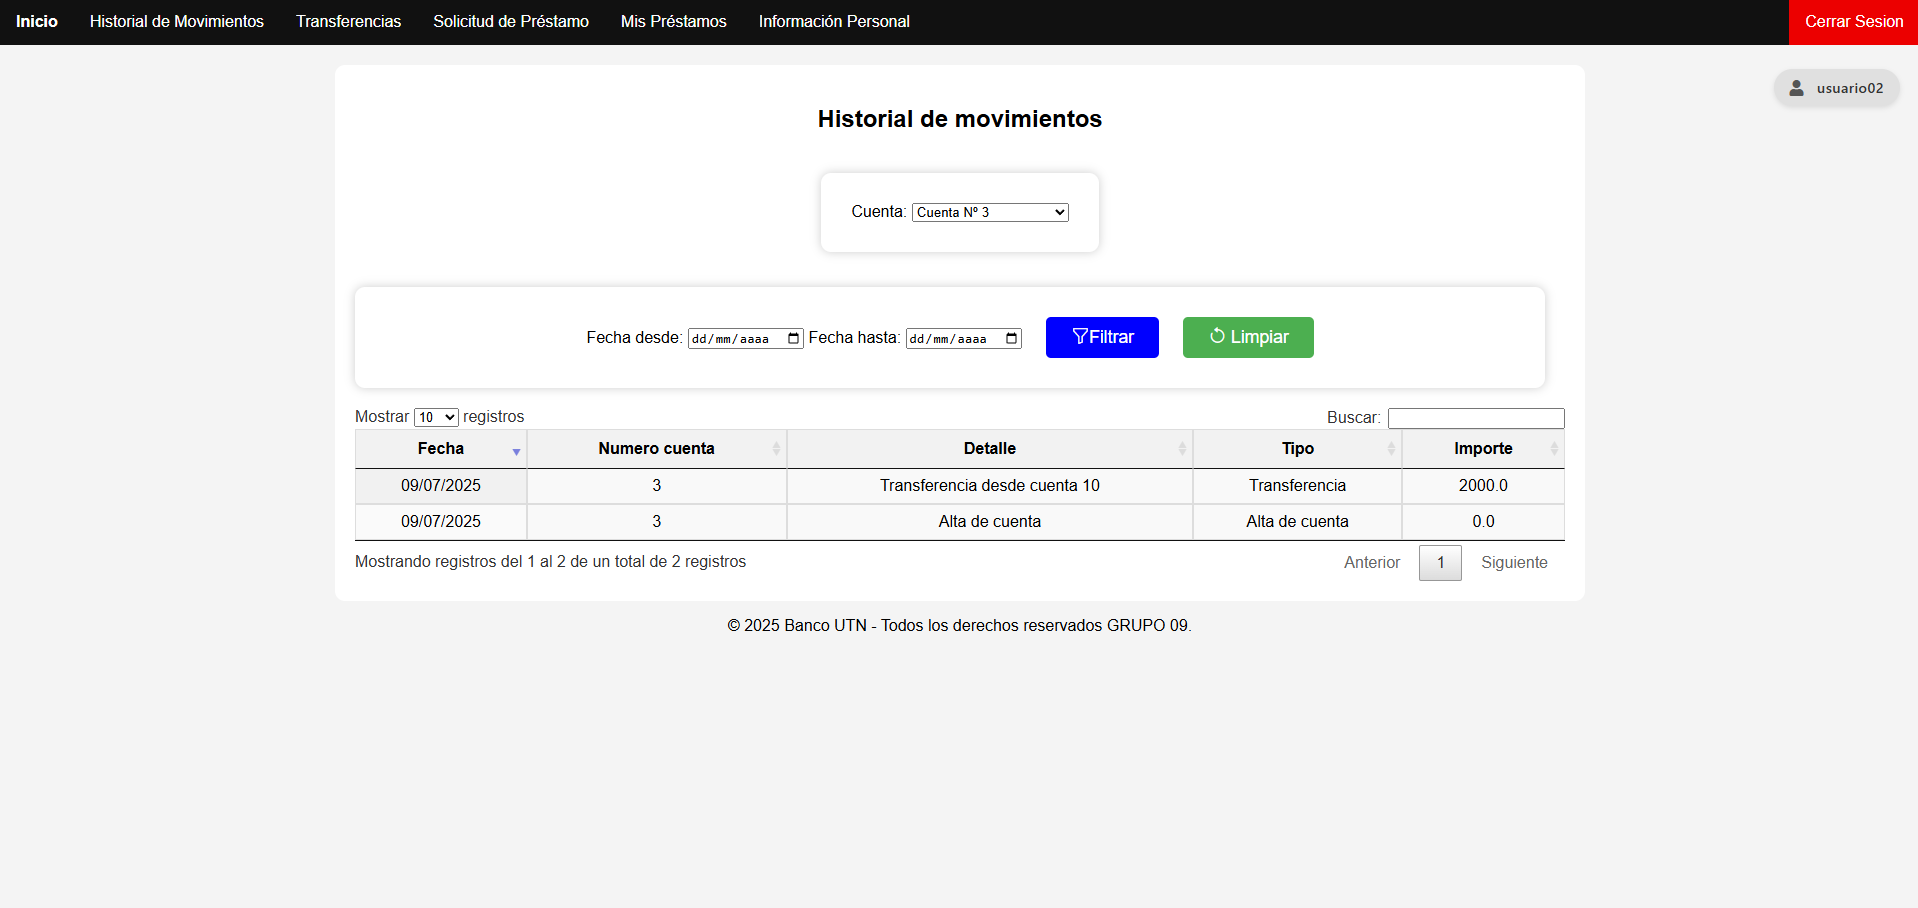 Inicio Historial de Movimientos Transferencias Solicitud de Préstamo Mis Préstamos Información Personal Cerrar Sesion
usuario02
Historial de movimientos
Cuenta: Cuenta Nº 3
Fecha desde: dd/mm/aaaa Fecha hasta: dd/mm/aaaa Filtrar Limpiar
Mostrar 10 registros Buscar:
Fecha Numero cuenta Detalle Tipo Importe
09/07/2025 3 Transferencia desde cuenta 10 Transferencia 2000.0
09/07/2025 3 Alta de cuenta Alta de cuenta 0.0
Mostrando registros del 1 al 2 de un total de 2 registros Anterior 1 Siguiente
© 2025 Banco UTN - Todos los derechos reservados GRUPO 09.